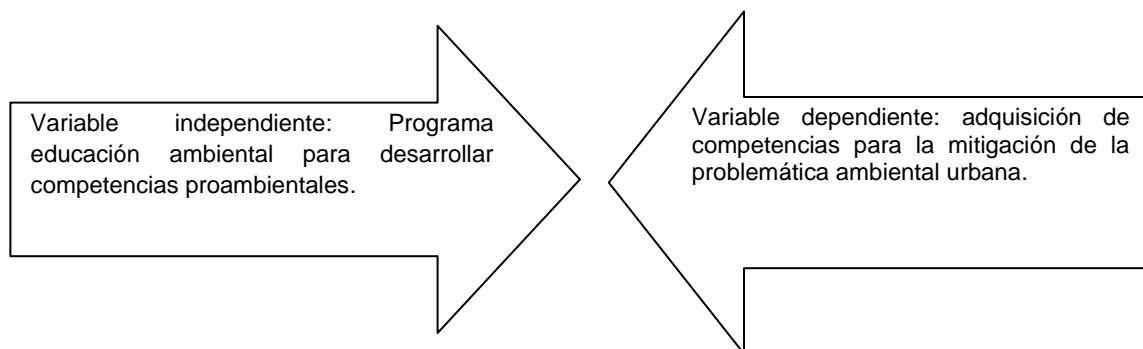 Variable independiente: Programa
educación ambiental para desarrollar
competencias proambientales.
Variable dependiente: adquisición de
competencias para la mitigación de la
problemática ambiental urbana.